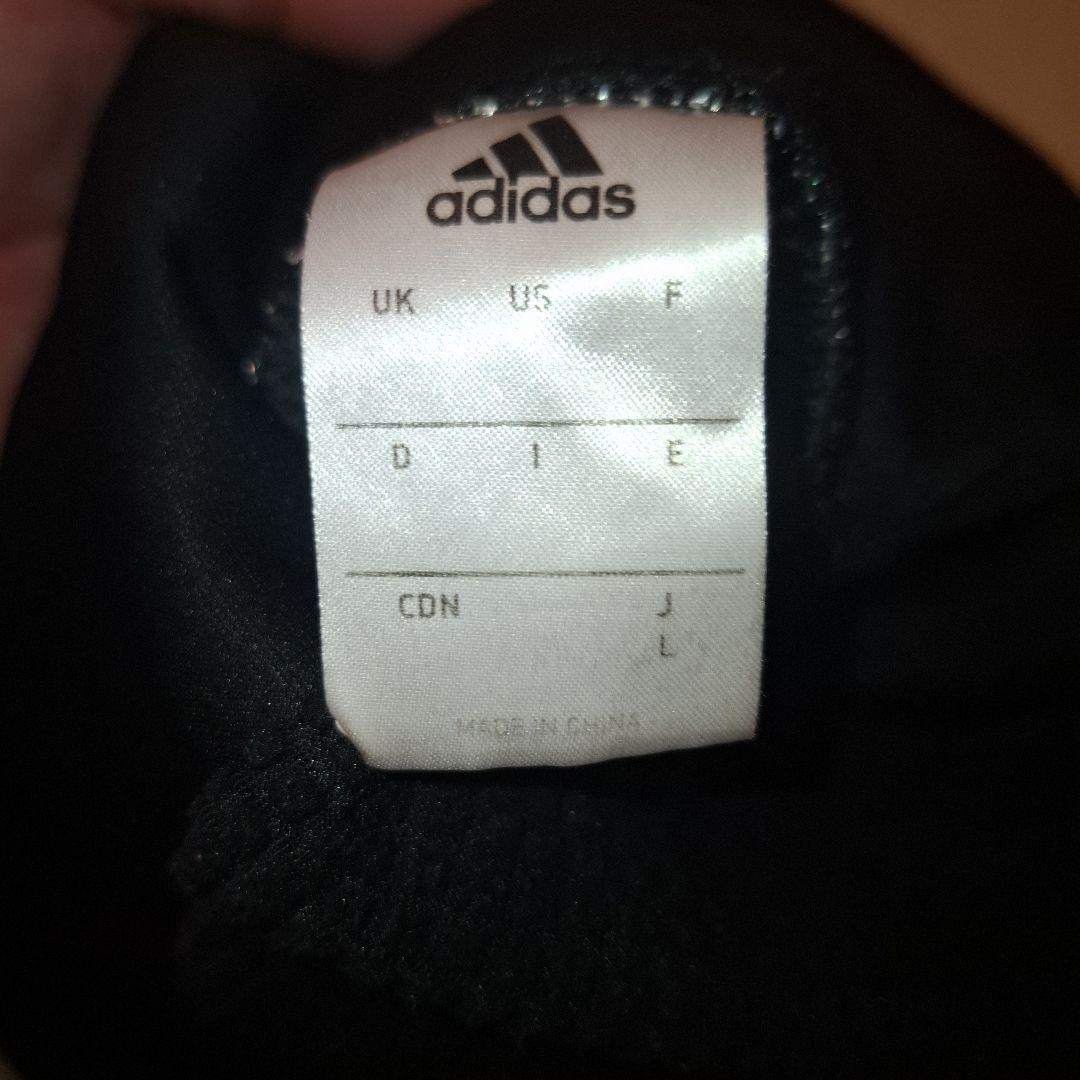 adidas
UK US F
D I E
CDN J
L
MADE IN CHINA